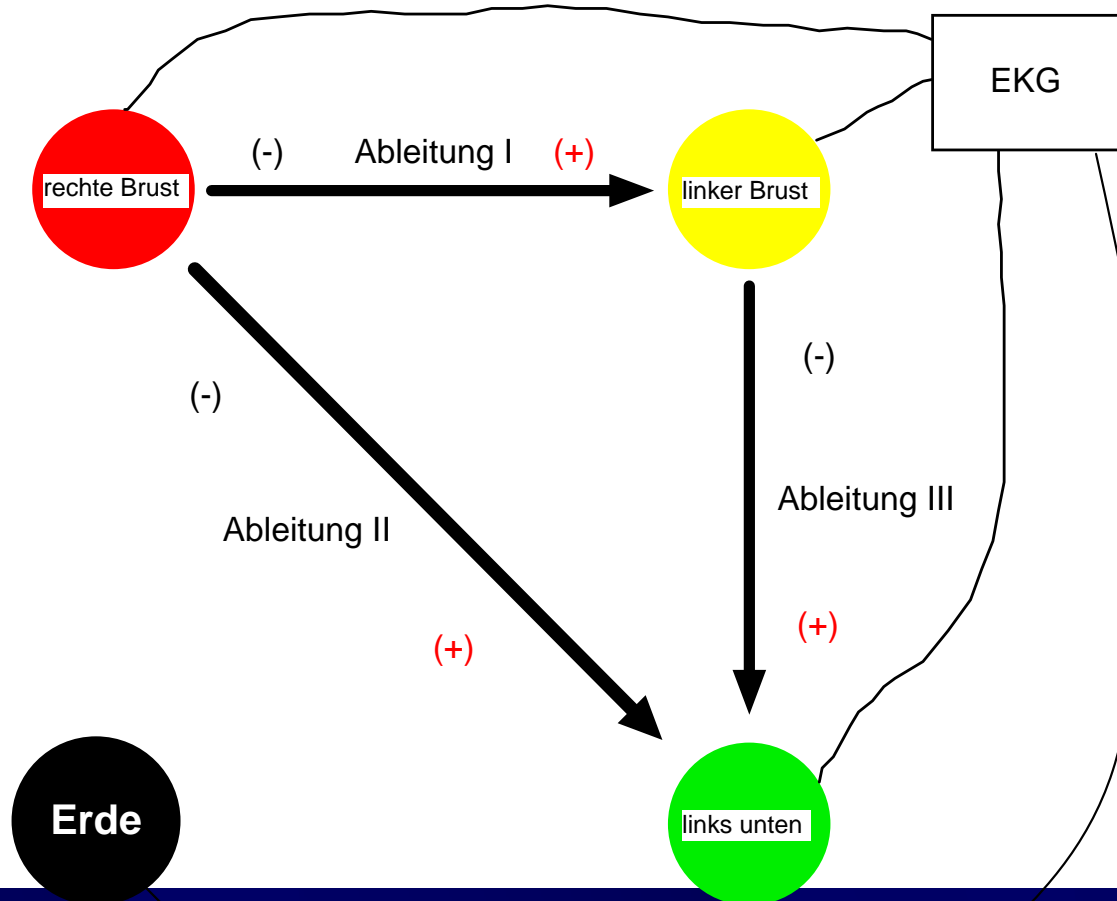 EKG
(-) Ableitung I (+)
rechte Brust
linker Brust
(-)
(-)
Ableitung III
Ableitung II
(+)
(+)
Erde
links unten